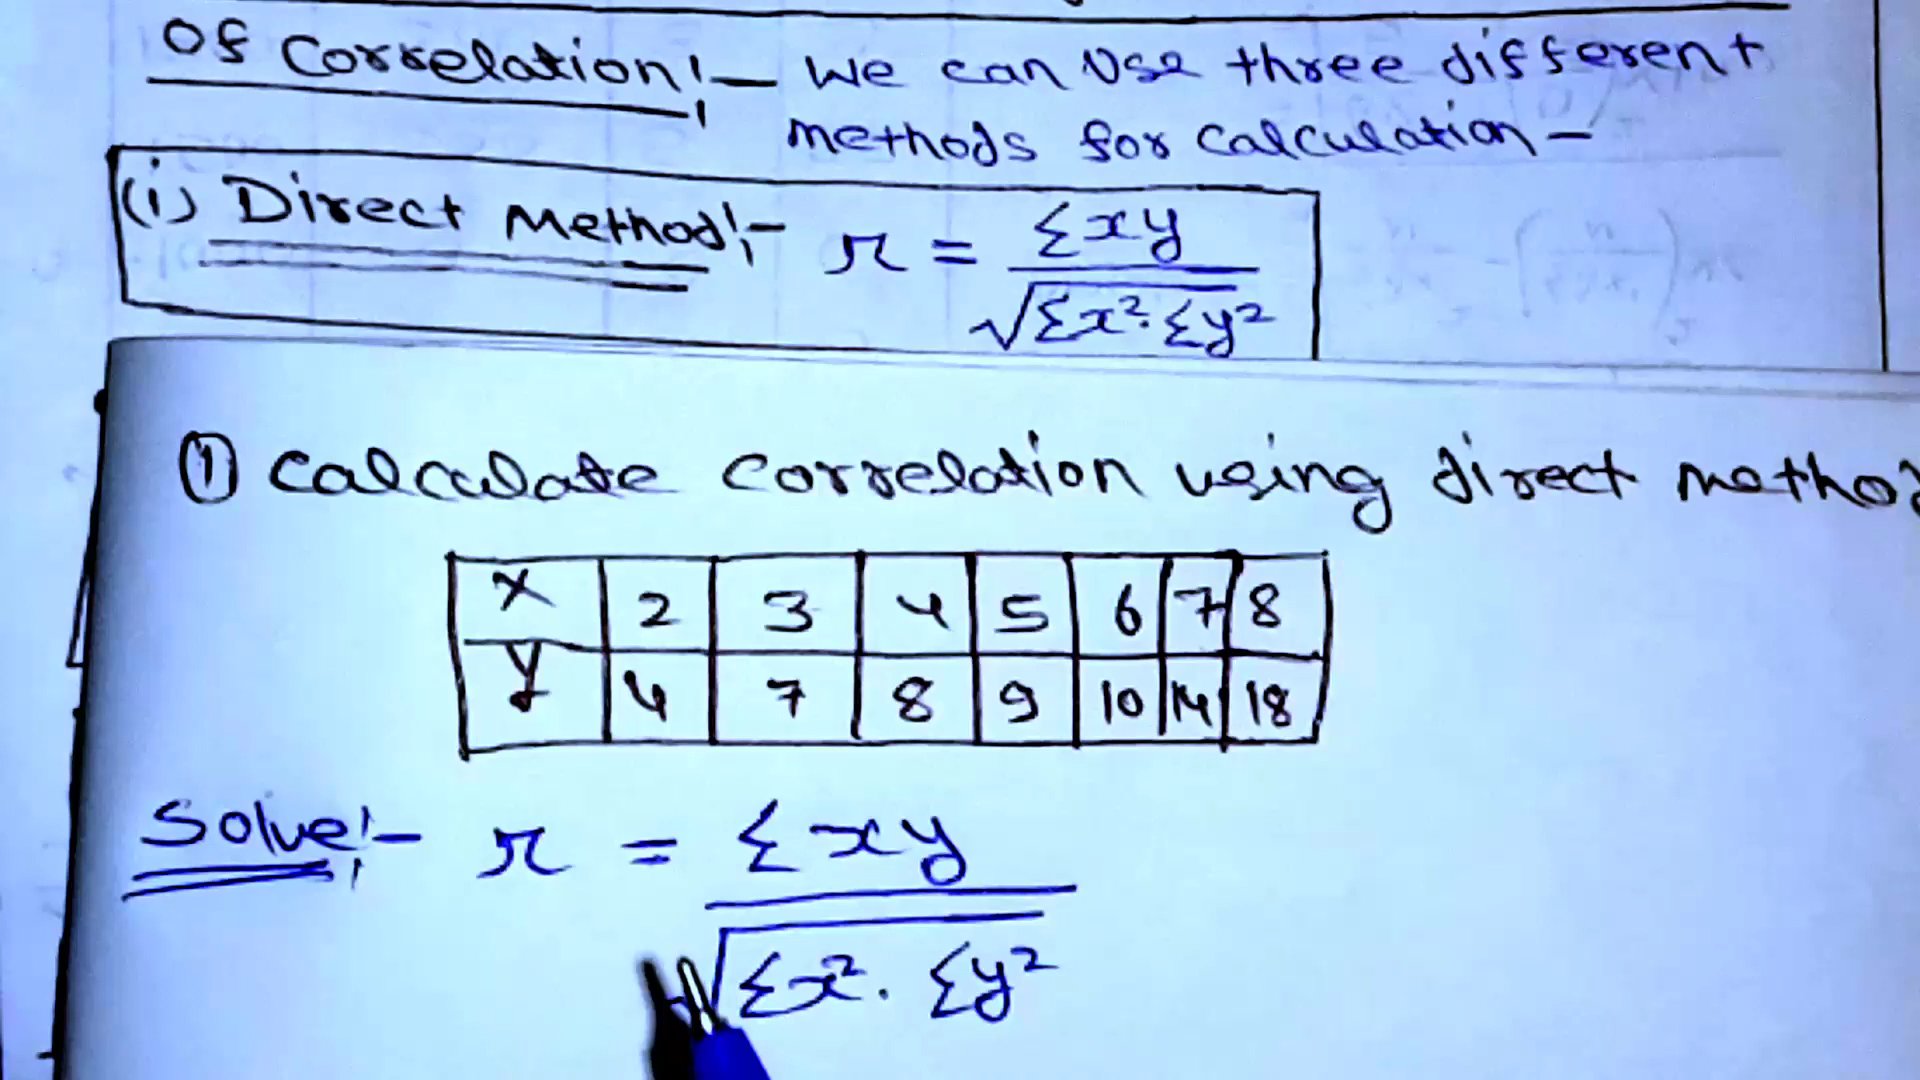 Of Correlation:- We can Use three different
methods for calculation -
(i) Direct Method:- r = Σxy / √Σx².Σy²
① Calculate correlation using direct method
X 2 3 4 5 6 7 8
Y 4 7 8 9 10 14 18
Solve:- r = Σxy / √Σx². Σy²